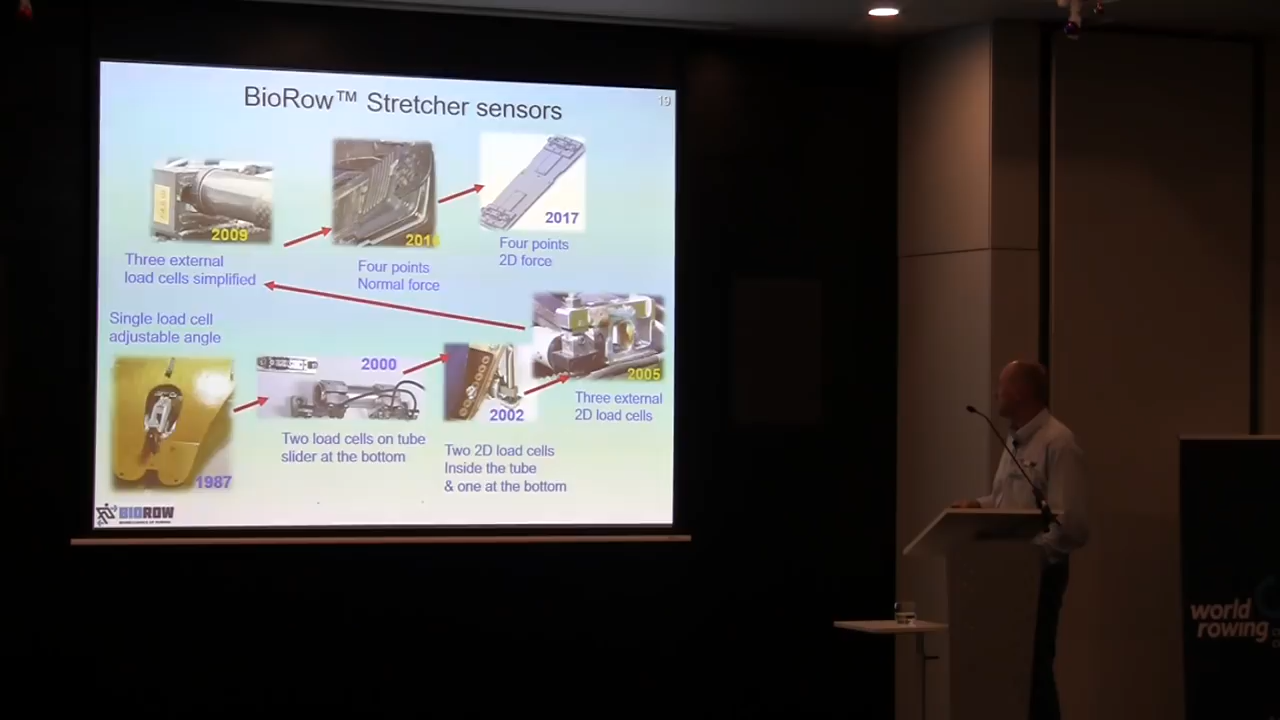 BioRow™ Stretcher sensors
19
2009
Three external
load cells simplified
Four points
Normal force
2017
Four points
2D force
Single load cell
adjustable angle
1987
2000
Two load cells on tube
slider at the bottom
2002
Two 2D load cells
Inside the tube
& one at the bottom
2005
Three external
2D load cells
BIOROW
world
rowing